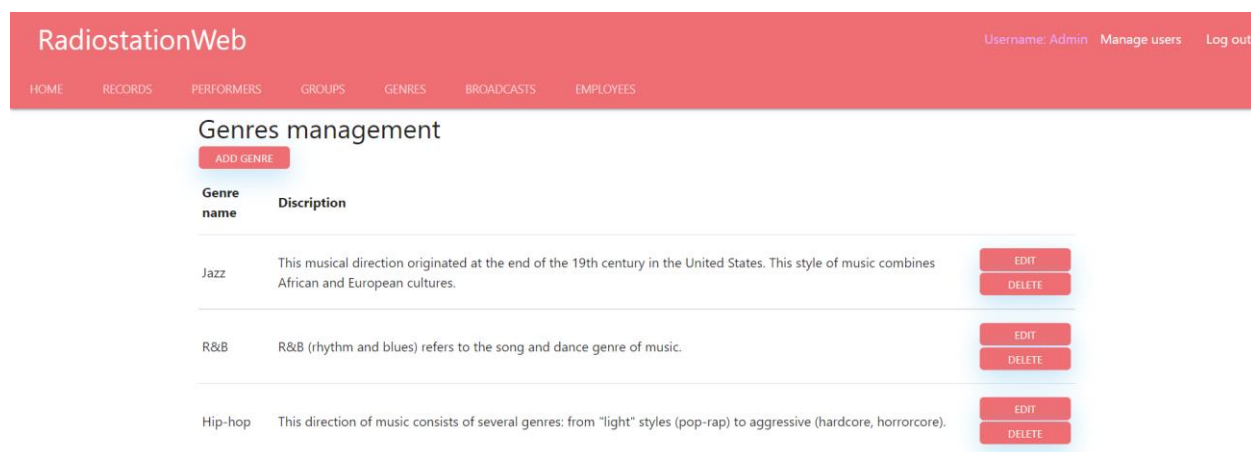 RadiostationWeb
Username: Admin Manage users Log out
HOME RECORDS PERFORMERS GROUPS GENRES BROADCASTS EMPLOYEES
Genres management
ADD GENRE
Genre
name
Discription
Jazz
This musical direction originated at the end of the 19th century in the United States. This style of music combines
African and European cultures.
EDIT
DELETE
R&B
R&B (rhythm and blues) refers to the song and dance genre of music.
EDIT
DELETE
Hip-hop
This direction of music consists of several genres: from "light" styles (pop-rap) to aggressive (hardcore, horrorcore).
EDIT
DELETE